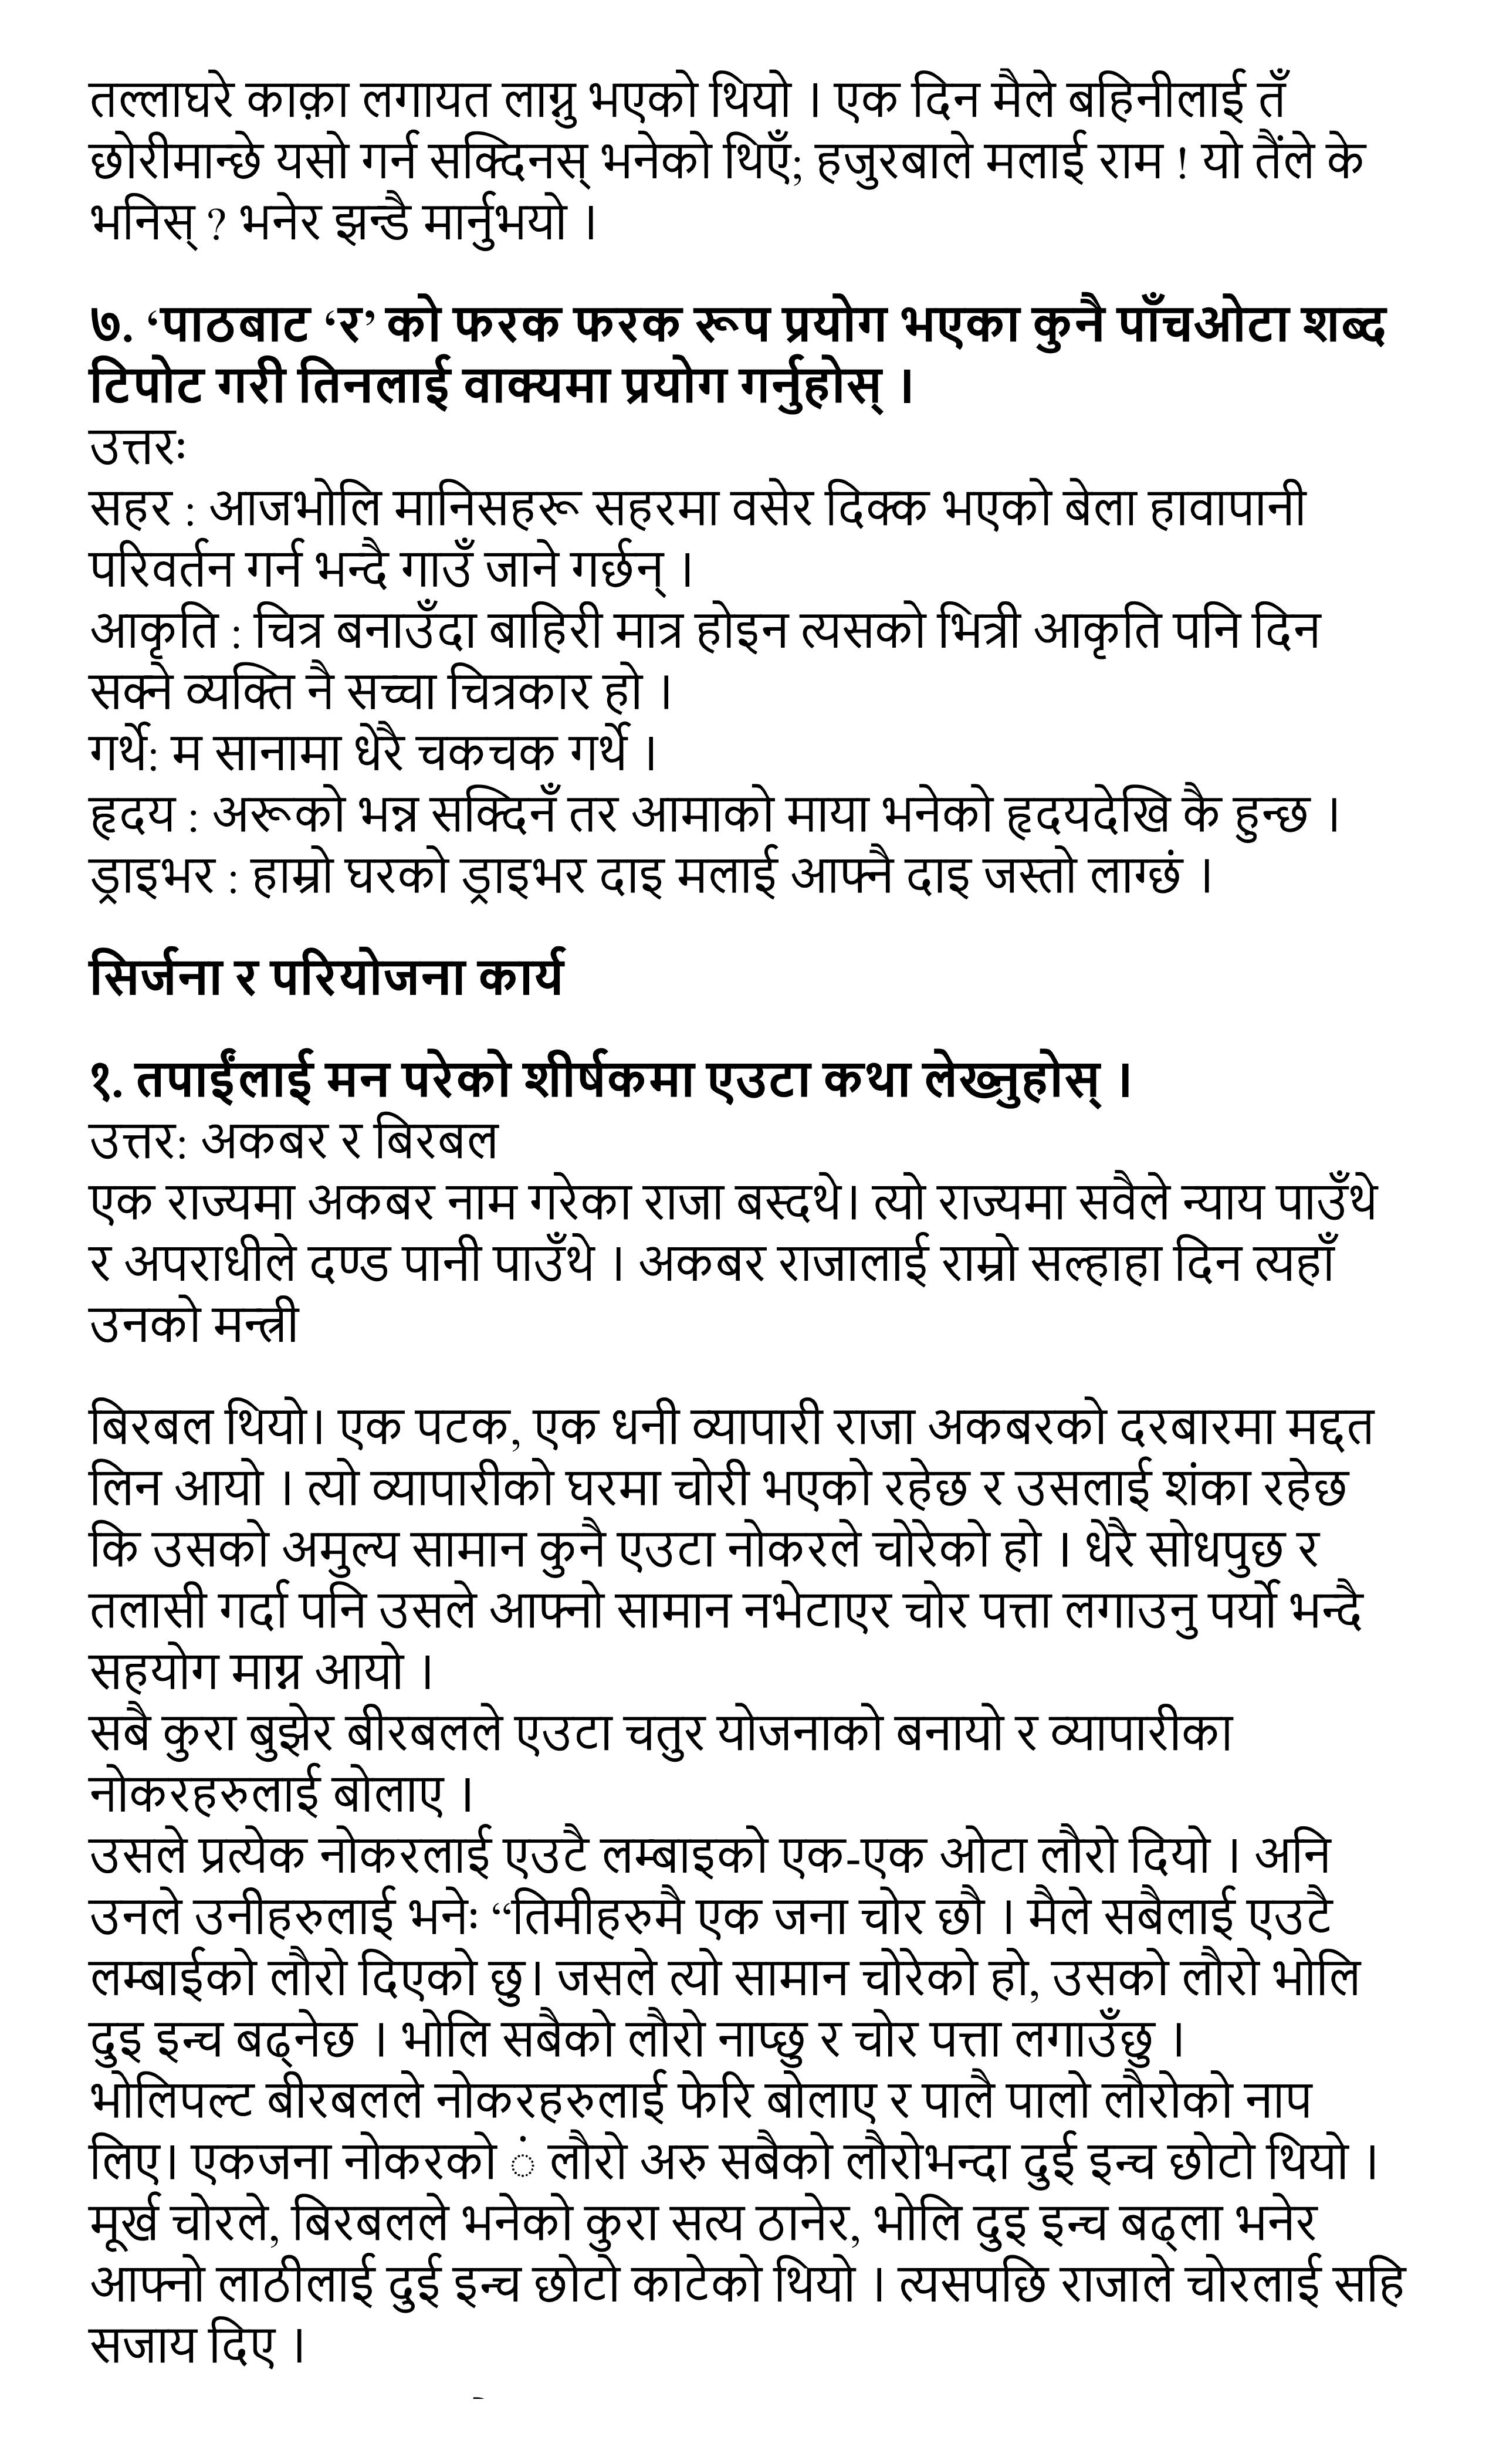 तल्लाघरे काक़ा लगायत लाग्नु भएको थियो । एक दिन मैले बहिनीलाई तँ
छोरीमान्छे यसो गर्न सक्दिनस् भनेको थिएँ; हजुरबाले मलाई राम ! यो तैंले के
भनिस् ? भनेर झन्डै मार्नुभयो ।
७. ‘पाठबाट ‘र’ को फरक फरक रूप प्रयोग भएका कुनै पाँचओटा शब्द
टिपोट गरी तिनलाई वाक्यमा प्रयोग गर्नुहोस् ।
उत्तरः
सहर : आजभोलि मानिसहरू सहरमा वसेर दिक्क भएको बेला हावापानी
परिवर्तन गर्न भन्दै गाउँ जाने गर्छन् ।
आकृति : चित्र बनाउँदा बाहिरी मात्र होइन त्यसको भित्री आकृति पनि दिन
सक्ने व्यक्ति नै सच्चा चित्रकार हो ।
गर्थे: म सानामा धेरै चकचक गर्थे ।
हृदय : अरूको भन्न सक्दिनँ तर आमाको माया भनेको हृदयदेखि कै हुन्छ ।
ड्राइभर : हाम्रो घरको ड्राइभर दाइ मलाई आफ्नै दाइ जस्तो लाग्छं ।
सिर्जना र परियोजना कार्य
१. तपाईंलाई मन परेको शीर्षकमा एउटा कथा लेख्नुहोस् ।
उत्तर: अकबर र बिरबल
एक राज्यमा अकबर नाम गरेका राजा बस्दथे। त्यो राज्यमा सवैले न्याय पाउँथे
र अपराधीले दण्ड पानी पाउँथे । अकबर राजालाई राम्रो सल्हाहा दिन त्यहाँ
उनको मन्त्री
बिरबल थियो। एक पटक, एक धनी व्यापारी राजा अकबरको दरबारमा मद्दत
लिन आयो । त्यो व्यापारीको घरमा चोरी भएको रहेछ र उसलाई शंका रहेछ
कि उसको अमुल्य सामान कुनै एउटा नोकरले चोरेको हो । धेरै सोधपुछ र
तलासी गर्दा पनि उसले आफ्नो सामान नभेटाएर चोर पत्ता लगाउनु पर्यो भन्दै
सहयोग माग्न आयो ।
सबै कुरा बुझेर बीरबलले एउटा चतुर योजनाको बनायो र व्यापारीका
नोकरहरुलाई बोलाए ।
उसले प्रत्येक नोकरलाई एउटै लम्बाइको एक-एक ओटा लौरो दियो । अनि
उनले उनीहरुलाई भनेः “तिमीहरुमै एक जना चोर छौ । मैले सबैलाई एउटै
लम्बाईको लौरो दिएको छु। जसले त्यो सामान चोरेको हो, उसको लौरो भोलि
दुइ इन्च बढ्नेछ । भोलि सबैको लौरो नाप्छु र चोर पत्ता लगाउँछु ।
भोलिपल्ट बीरबलले नोकरहरुलाई फेरि बोलाए र पालै पालो लौरोको नाप
लिए। एकजना नोकरको ं लौरो अरु सबैको लौरोभन्दा दुई इन्च छोटो थियो ।
मूर्ख चोरले, बिरबलले भनेको कुरा सत्य ठानेर, भोलि दुइ इन्च बढ्ला भनेर
आफ्नो लाठीलाई दुई इन्च छोटो काटेको थियो । त्यसपछि राजाले चोरलाई सहि
सजाय दिए ।